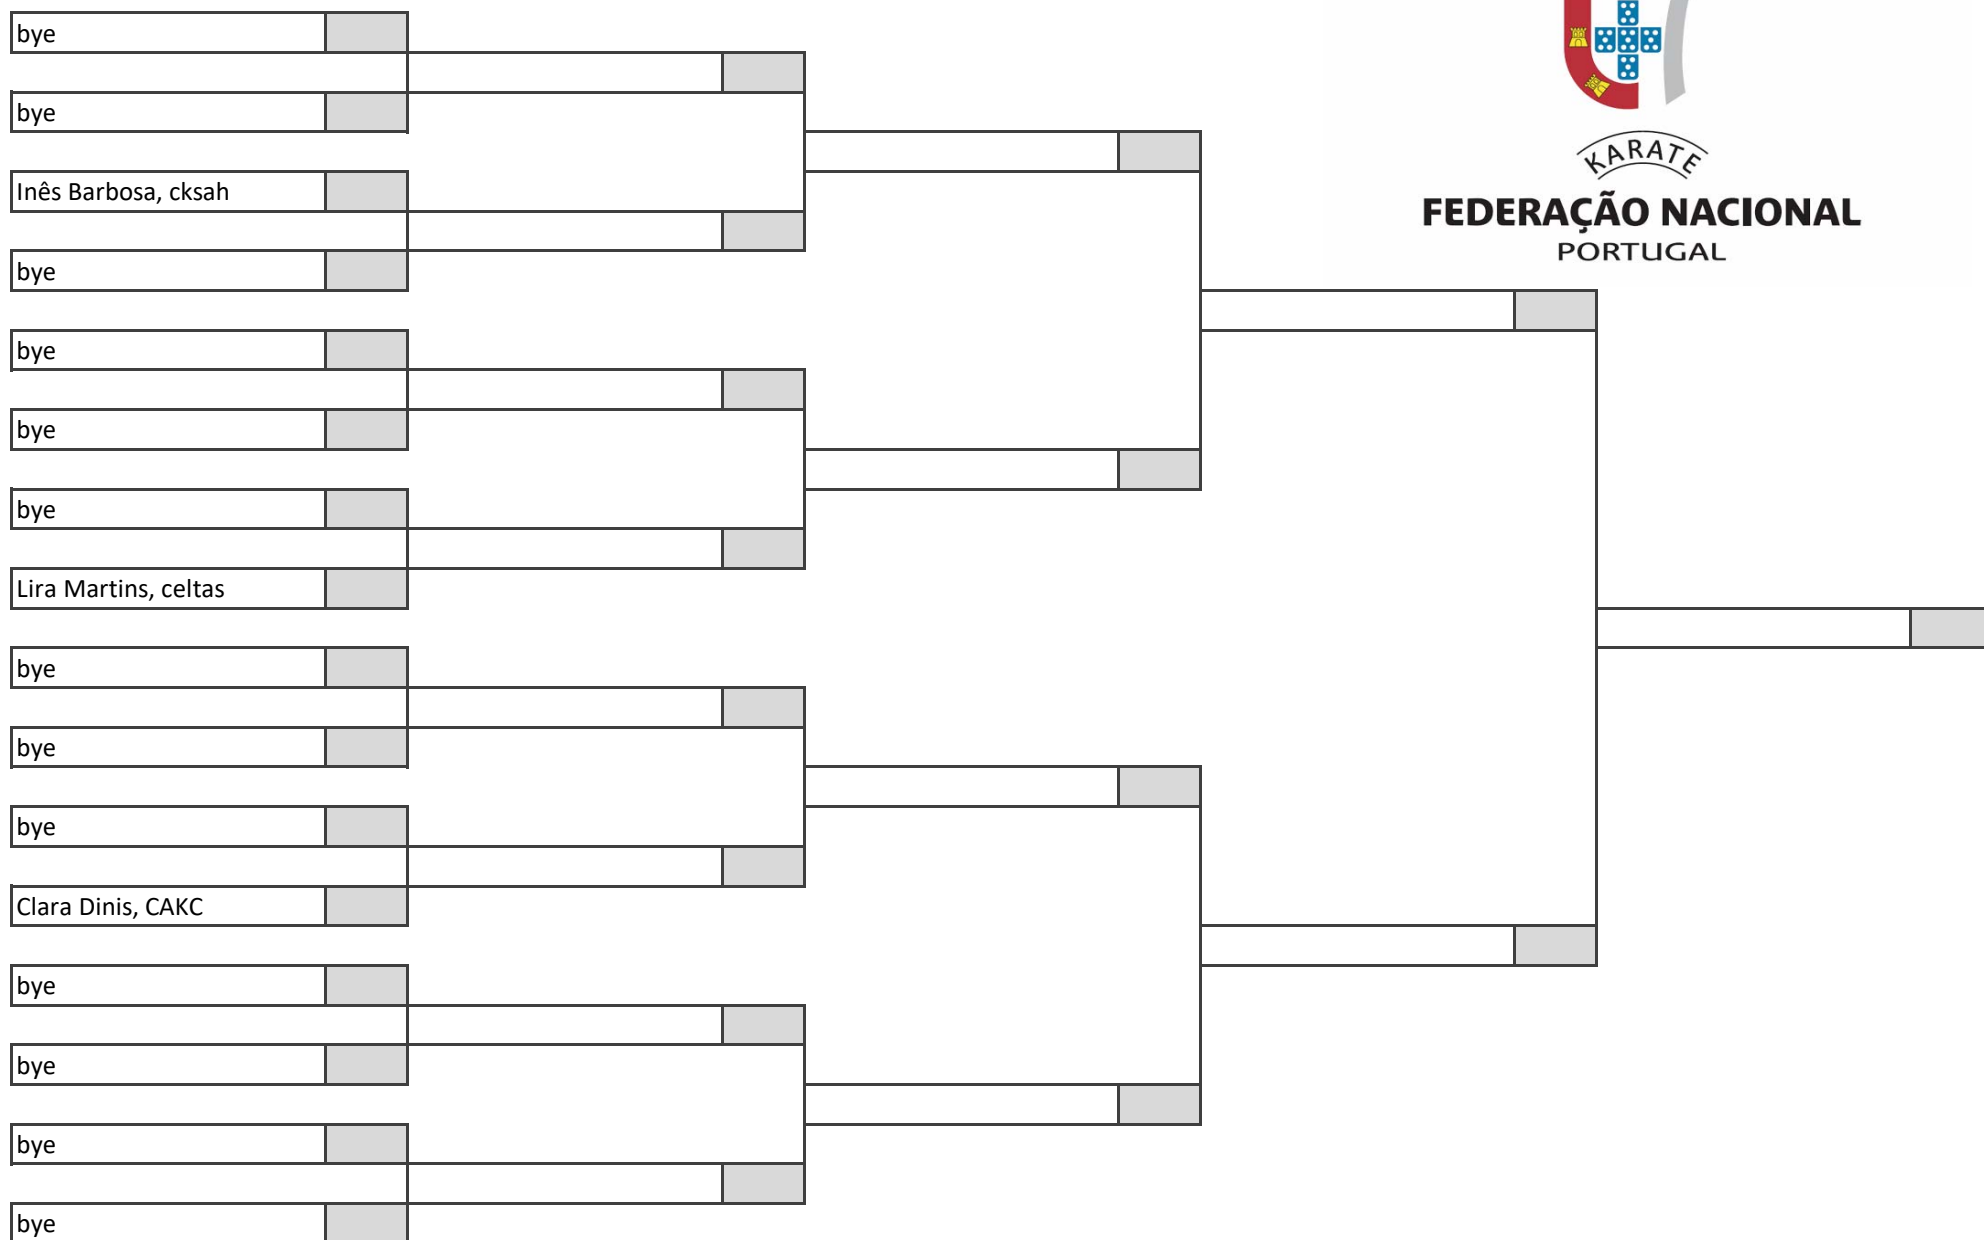 bye
bye
Inês Barbosa, cksah
bye
bye
bye
bye
Lira Martins, celtas
bye
bye
bye
Clara Dinis, CAKC
bye
bye
bye
bye
KARATE
FEDERAÇÃO NACIONAL
PORTUGAL